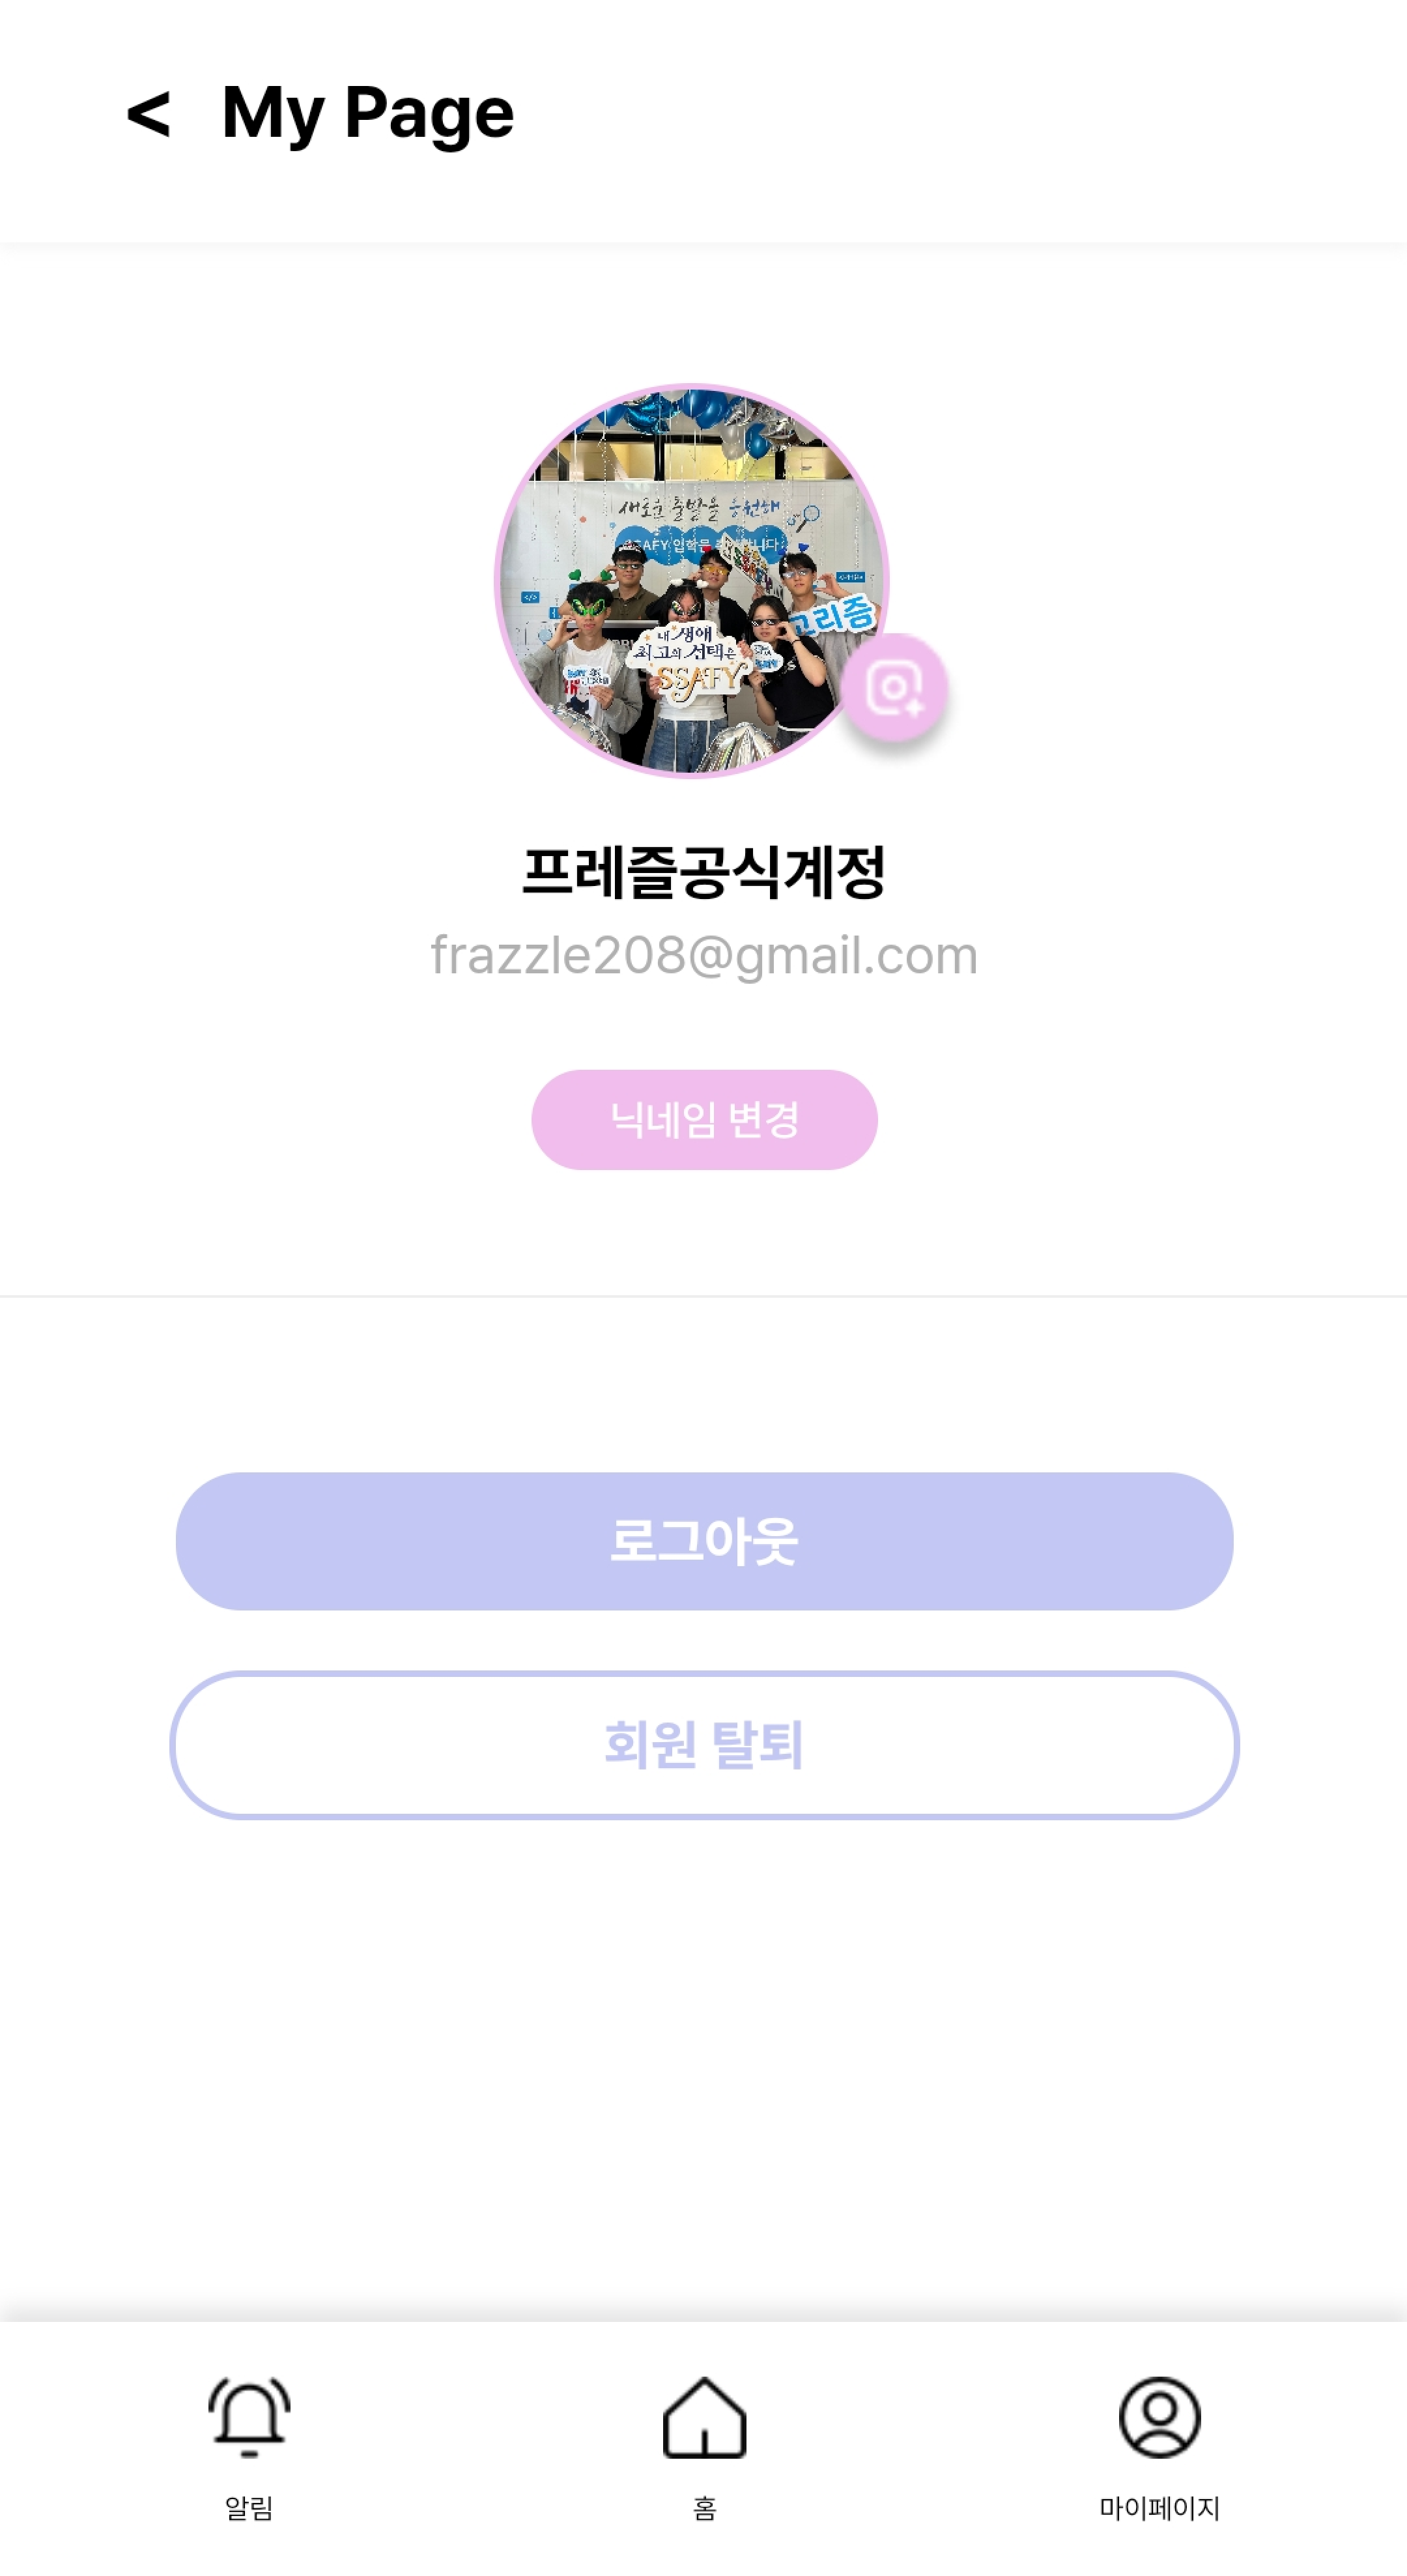 < My Page
새로운 출발을 응원해
SSAFY 입학을
고리즘
내 생애
최고의 선택은
SSAFY
프레즐공식계정
frazzle208@gmail.com
닉네임 변경
로그아웃
회원 탈퇴
알림
홈
마이페이지